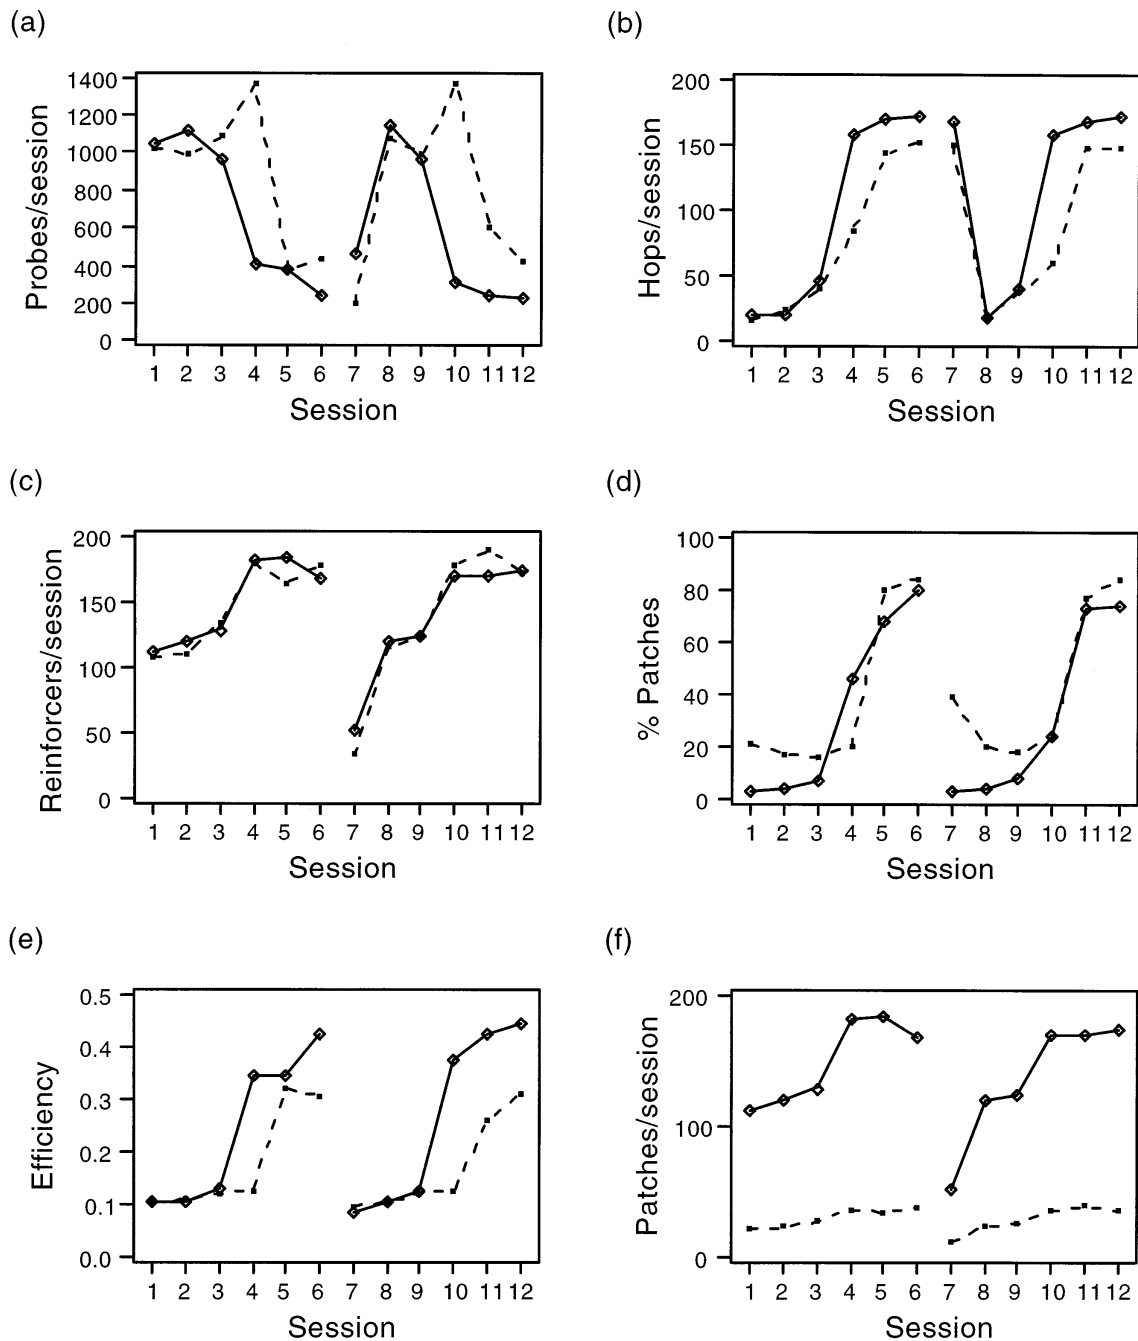 (a)
(b)
Probes/session
1400
1200
1000
800
600
400
200
0
1 2 3 4 5 6 7 8 9 10 11 12
Session
Hops/session
200
150
100
50
0
1 2 3 4 5 6 7 8 9 10 11 12
Session
(c)
(d)
Reinforcers/session
200
150
100
50
0
1 2 3 4 5 6 7 8 9 10 11 12
Session
% Patches
100
80
60
40
20
0
1 2 3 4 5 6 7 8 9 10 11 12
Session
(e)
(f)
Efficiency
0.5
0.4
0.3
0.2
0.1
0.0
1 2 3 4 5 6 7 8 9 10 11 12
Session
Patches/session
200
100
0
1 2 3 4 5 6 7 8 9 10 11 12
Session